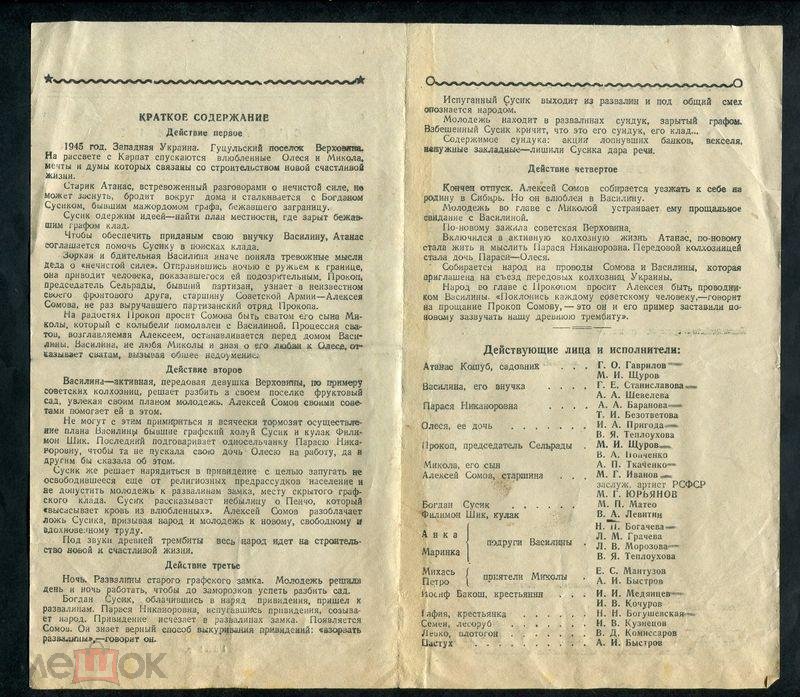 КРАТКОЕ СОДЕРЖАНИЕ
Действие первое
1945 год. Западная Украина. Гуцульский поселок Верховина.
На рассвете с Карпат спускаются влюбленные Олеся и Микола,
мечты и думы которых связаны со строительством новой счастливой
жизни.
Старик Атанас, встревоженный разговорами о нечистой силе, не
может заснуть, бродит вокруг дома и сталкивается с Богданом
Сусиком, бывшим мажордомом графа, бежавшего заграницу.
Сусик одержим идеей—найти план местности, где зарыт бежав-
шим графом клад.
Чтобы обеспечить приданым свою внучку Василину, Атанас
соглашается помочь Сусику в поисках клада.
Зоркая и бдительная Василина иначе поняла тревожные мысли
деда о «нечистой силе». Отправившись ночью с ружьем к границе,
она приводит человека, показавшегося ей подозрительным. Прокоп,
председатель Сельрады, бывший партизан, узнает в неизвестном
своего фронтового друга, старшину Советской Армии—Алексея
Сомова, не раз выручавшего партизанский отряд Прокопа.
На радостях Прокоп просит Сомова быть сватом его сына Ми-
колы, который с колыбели помолвлен с Василиной. Процессия сва-
тов, возглавляемая Алексеем, останавливается перед домом Васи-
лины. Василина, не любя Миколы и зная о его любви к Олесе, от-
казывает сватам, вызывая общее недоумение.
Действие второе
Василина—активная, передовая девушка Верховины, по примеру
советских колхозниц, решает разбить в своем поселке фруктовый
сад, увлекая своим планом молодежь. Алексей Сомов своими сове-
тами помогает ей в этом.
Не могут с этим примириться и всячески тормозят осуществле-
ние плана Василины бывшие графский холуй Сусик и кулак Фили-
мон Шик. Последний подговаривает односельчанку Парасю Ника-
норовну, чтобы та не пускала свою дочь Олесю на работу, да и
другим бы сказала об этом.
Сусик же решает нарядиться в привидение с целью запугать не
освободившееся еще от религиозных предрассудков население и
не допустить молодежь к развалинам замка, месту скрытого граф-
ского клада. Сусик рассказывает небылицу о Пенчо, который
«высасывает кровь из влюбленных». Алексей Сомов разоблачает
ложь Сусика, призывая народ и молодежь к новому, свободному и
вдохновенному труду.
Под звуки древней трембиты весь народ идет на строитель-
ство новой и счастливой жизни.
Действие третье
Ночь. Развалины старого графского замка. Молодежь решила
день и ночь работать, чтобы до заморозков успеть разбить сад.
Богдан Сусик, облачившись в наряд привидения, пришел к
развалинам. Парася Никаноровна, испугавшись привидения, созыва-
ет народ. Привидение исчезает в развалинах замка. Появляется
Сомов. Он знает верный способ выкуривания привидений: «взорвать
развалины»,—говорит он.
Испуганный Сусик выходит из развалин и под общий смех
опознается народом.
Молодежь находит в развалинах сундук, зарытый графом.
Взбешенный Сусик кричит, что это его сундук, его клад...
Содержимое сундука: акции лопнувших банков, векселя,
ненужные закладные—лишили Сусика дара речи.
Действие четвертое
Кончен отпуск. Алексей Сомов собирается уезжать к себе на
родину в Сибирь. Но он влюблен в Василину.
Молодежь во главе с Миколой устраивает ему прощальное
свидание с Василиной.
По-новому зажила советская Верховина.
Включился в активную колхозную жизнь Атанас, по-новому
стала жить и мыслить Парася Никаноровна. Передовой колхозницей
стала дочь Параси—Олеся.
Собирается народ на проводы Сомова и Василины, которая
приглашена на съезд передовых колхозниц Украины.
Народ во главе с Прокопом просит Алексея быть проводни-
ком Василины. «Поклонись каждому советскому человеку,—говорит
на прощание Прокоп Сомову,—это он и его пример заставили по-
новому зазвучать нашу древнюю трембиту».
Действующие лица и исполнители:
Атанас Кошуб, садовник . . . Г. О. Гаврилов
М. И. Щуров
Василина, его внучка . . . . Г. Е. Станиславова
А. А. Шевелева
Парася Никаноровна . . . . А. А. Баранова
Т. И. Безответова
Олеся, ее дочь . . . . . . . И. А. Пригода
В. Я. Теплоухова
Прокоп, председатель Сельрады . М. И. Щуров
В. А. Пойченко
Микола, его сын А. П. Ткаченко
Алексей Сомов, старшина . . . . М. Г. Иванов
заслуж. артист РСФСР
М. Г. ЮРЬЯНОВ
Богдан Сусик . . . . . . . М. П. Матео
Филимон Шик, кулак В. А. Левитин
Анка } подруги Василины . Н. П. Богачева
Л. М. Грачева
Маринка Л. В. Морозова
В. Я. Теплоухова
Михась { приятели Миколы . Е. С. Мантузов
Петро А. И. Быстров
Иосиф Бакош, крестьянин . . . И. И. Медянцев
И. В. Кочуров
Гафия, крестьянка . . . . . Н. Н. Богушевская
Семен, лесоруб . . . . . . . И. В. Кузнецов
Левко, плотогон . . . . . . В. Д. Комиссаров
Пастух . . . . . . . . . . А. И. Быстров
мешок